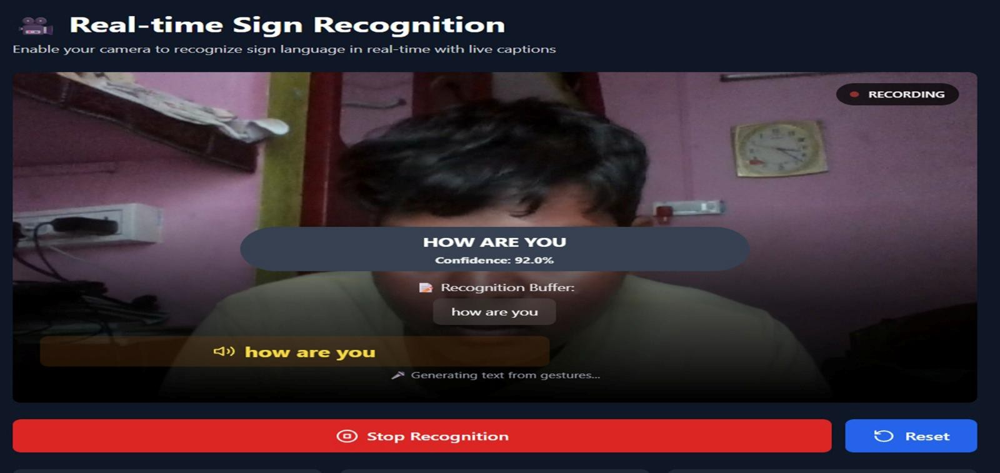 Real-time Sign Recognition
Enable your camera to recognize sign language in real-time with live captions
RECORDING
HOW ARE YOU
Confidence: 92.0%
Recognition Buffer:
how are you
how are you
Generating text from gestures...
Stop Recognition
Reset